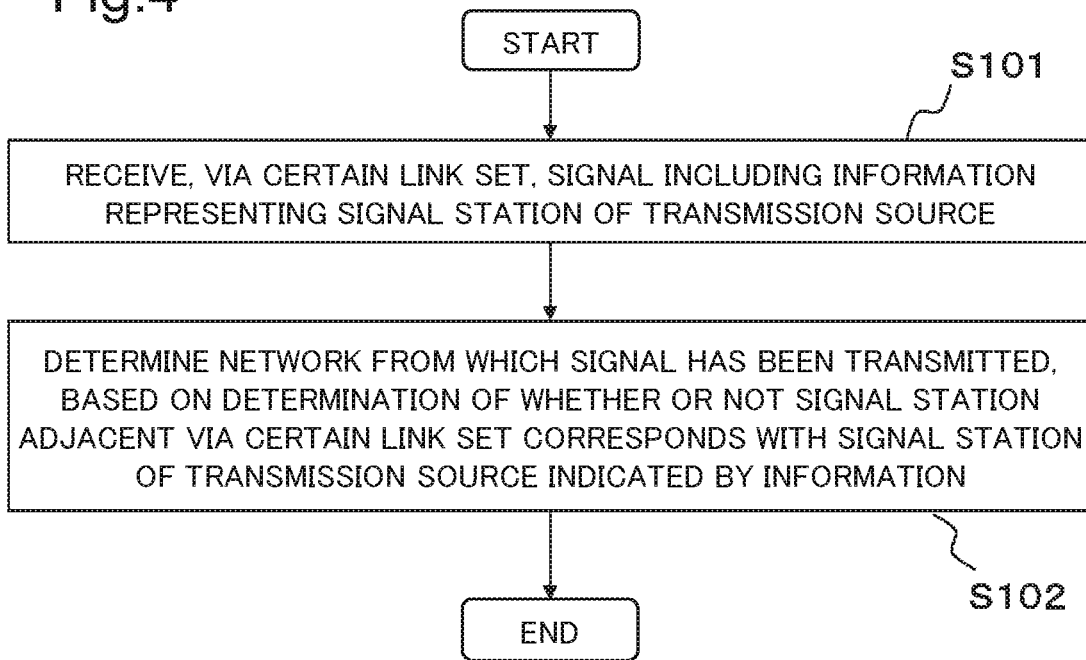 Fig.4
START
S101
RECEIVE, VIA CERTAIN LINK SET, SIGNAL INCLUDING INFORMATION
REPRESENTING SIGNAL STATION OF TRANSMISSION SOURCE
DETERMINE NETWORK FROM WHICH SIGNAL HAS BEEN TRANSMITTED,
BASED ON DETERMINATION OF WHETHER OR NOT SIGNAL STATION
ADJACENT VIA CERTAIN LINK SET CORRESPONDS WITH SIGNAL STATION
OF TRANSMISSION SOURCE INDICATED BY INFORMATION
S102
END